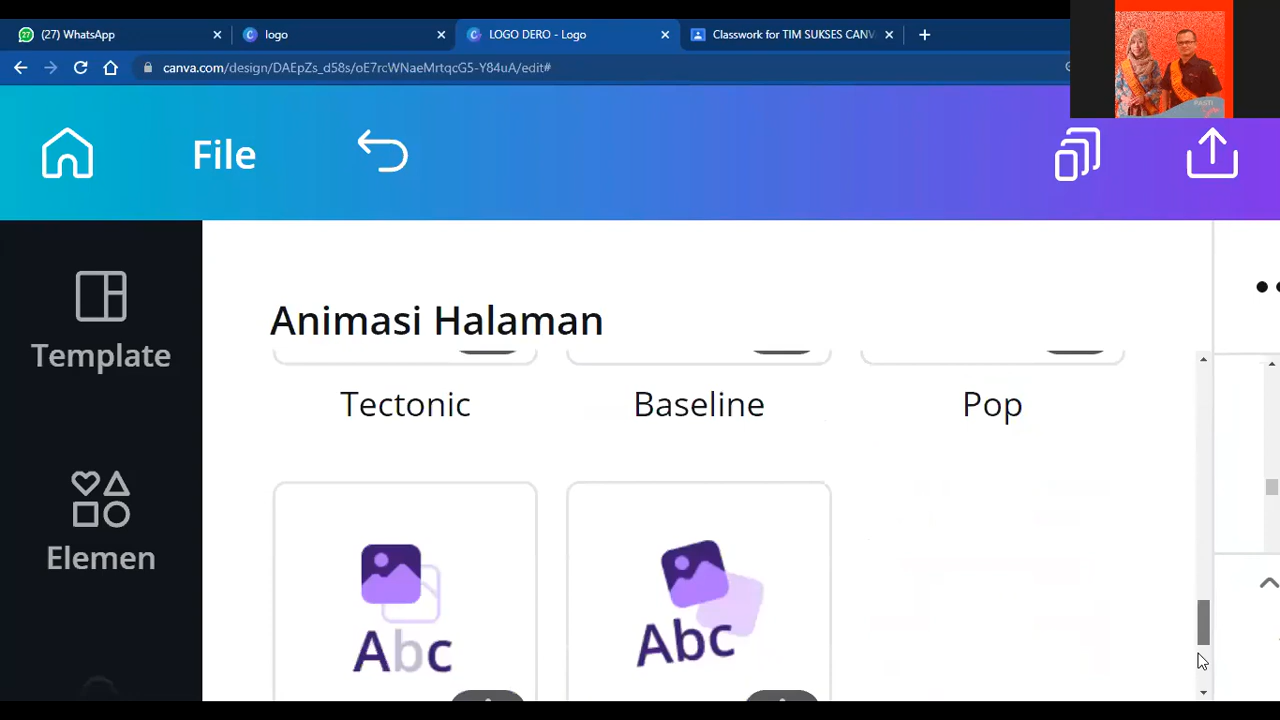 (27) WhatsApp
logo
LOGO DERO - Logo
Classwork for TIM SUKSES CANV
canva.com/design/DAEpZs_d58s/oE7rcWNaeMrtqcG5-Y84uA/edit#
File
Template
Elemen
Animasi Halaman
Tectonic
Baseline
Pop
Abc
Abc